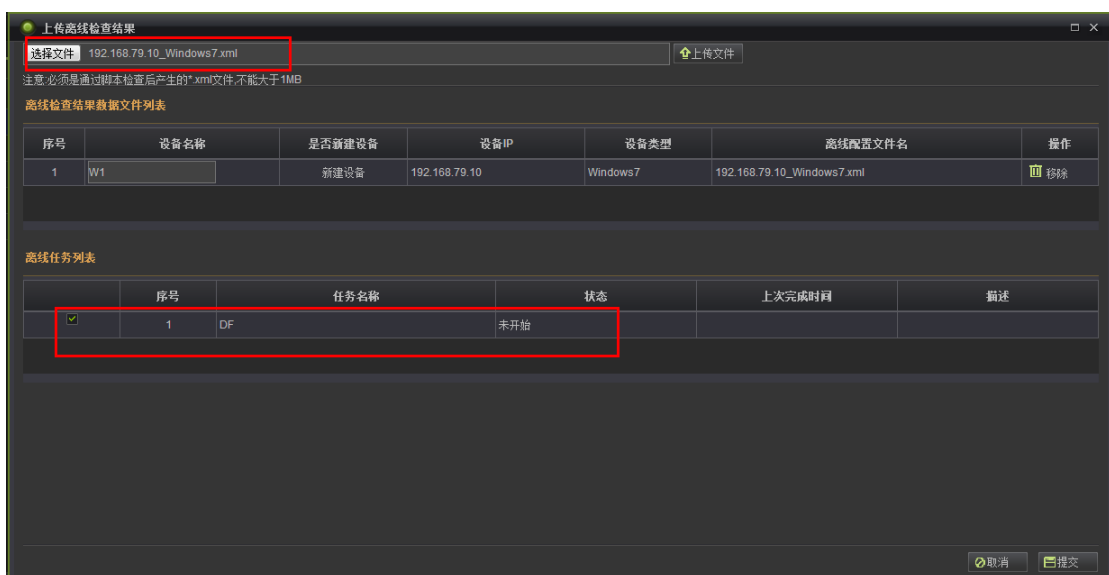 上传离线检查结果
选择文件 192.168.79.10_Windows7.xml 上传文件
注意:必须是通过脚本检查后产生的*.xml文件,不能大于1MB
离线检查结果数据文件列表
序号 设备名称 是否新建设备 设备IP 设备类型 离线配置文件名 操作
1 W1 新建设备 192.168.79.10 Windows7 192.168.79.10_Windows7.xml 移除
离线任务列表
序号 任务名称 状态 上次完成时间 描述
1 DF 未开始
取消 提交